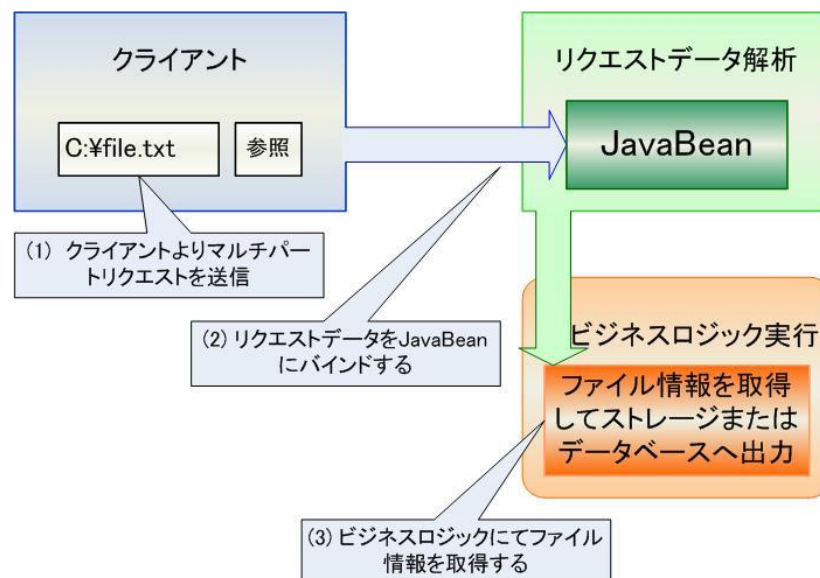 クライアント
C:¥file.txt
参照
リクエストデータ解析
JavaBean
(1) クライアントよりマルチパー
トリクエストを送信
(2) リクエストデータをJavaBean
にバインドする
ビジネスロジック実行
ファイル情報を取得
してストレージまたは
データベースへ出力
(3) ビジネスロジックにてファイル
情報を取得する